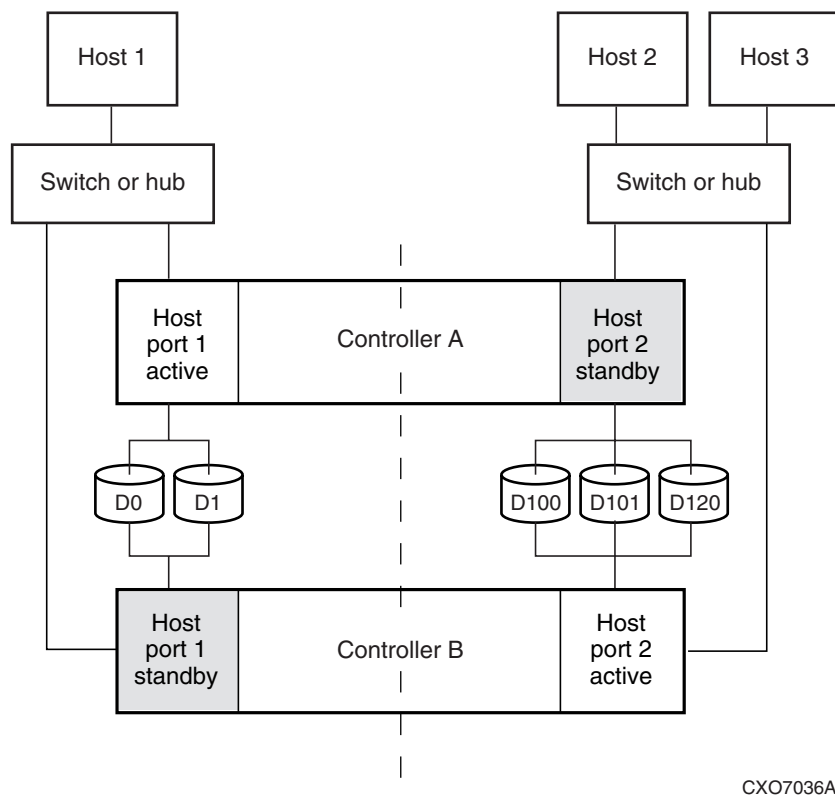 Host 1
Host 2
Host 3
Switch or hub
Switch or hub
Host
port 1
active
Controller A
Host
port 2
standby
D0
D1
D100
D101
D120
Host
port 1
standby
Controller B
Host
port 2
active
CXO7036A